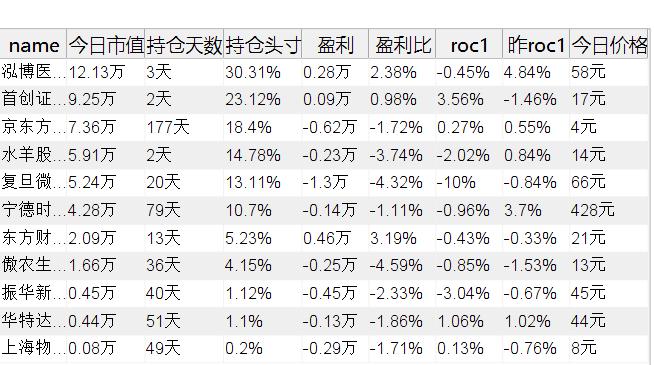 name 今日市值 持仓天数 持仓头寸 盈利 盈利比 roc1 昨roc1 今日价格
泓博医... 12.13万 3天 30.31% 0.28万 2.38% -0.45% 4.84% 58元
首创证... 9.25万 2天 23.12% 0.09万 0.98% 3.56% -1.46% 17元
京东方... 7.36万 177天 18.4% -0.62万 -1.72% 0.27% 0.55% 4元
水羊股... 5.91万 2天 14.78% -0.23万 -3.74% -2.02% 0.84% 14元
复旦微... 5.24万 20天 13.11% -1.3万 -4.32% -10% -0.84% 66元
宁德时... 4.28万 79天 10.7% -0.14万 -1.11% -0.96% 3.7% 428元
东方财... 2.09万 13天 5.23% 0.46万 3.19% -0.43% -0.33% 21元
傲农生... 1.66万 36天 4.15% -0.25万 -4.59% -0.85% -1.53% 13元
振华新... 0.45万 40天 1.12% -0.45万 -2.33% -3.04% -0.67% 45元
华特达... 0.44万 51天 1.1% -0.13万 -1.86% 1.06% 1.02% 44元
上海物... 0.08万 49天 0.2% -0.29万 -1.71% 0.13% -0.76% 8元